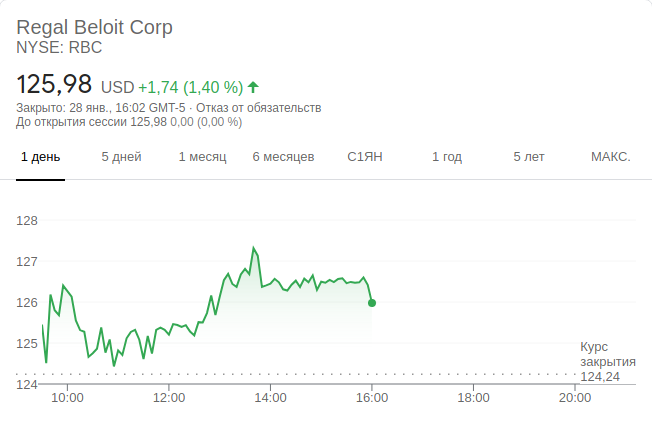 Regal Beloit Corp
NYSE: RBC
125,98 USD +1,74 (1,40 %)
Закрыто: 28 янв., 16:02 GMT-5 · Отказ от обязательств
До открытия сессии 125,98 0,00 (0,00 %)
1 день 5 дней 1 месяц 6 месяцев С1ЯН 1 год 5 лет МАКС.
128
127
126
125
Курс
закрытия
124,24
124
10:00 12:00 14:00 16:00 18:00 20:00